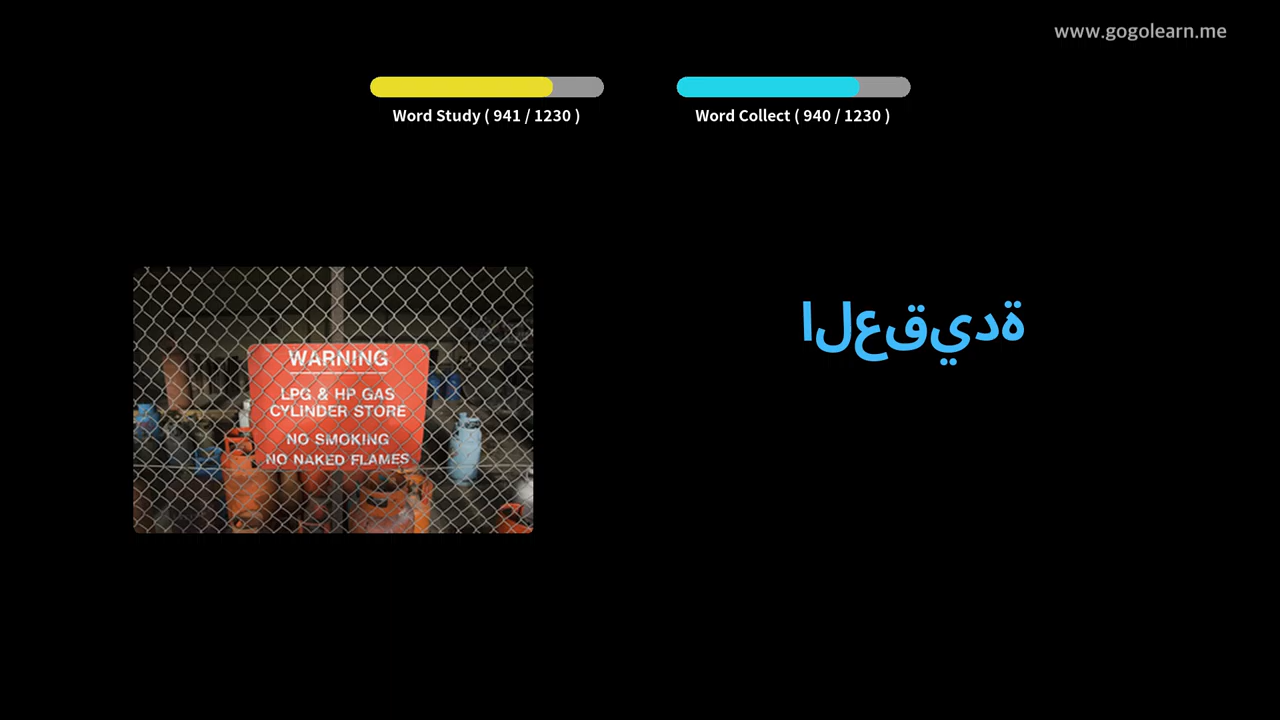 www.gogolearn.me
Word Study ( 941 / 1230 )
Word Collect ( 940 / 1230 )
العقيدة
WARNING
LPG & HP GAS
CYLINDER STORE
NO SMOKING
NO NAKED FLAMES